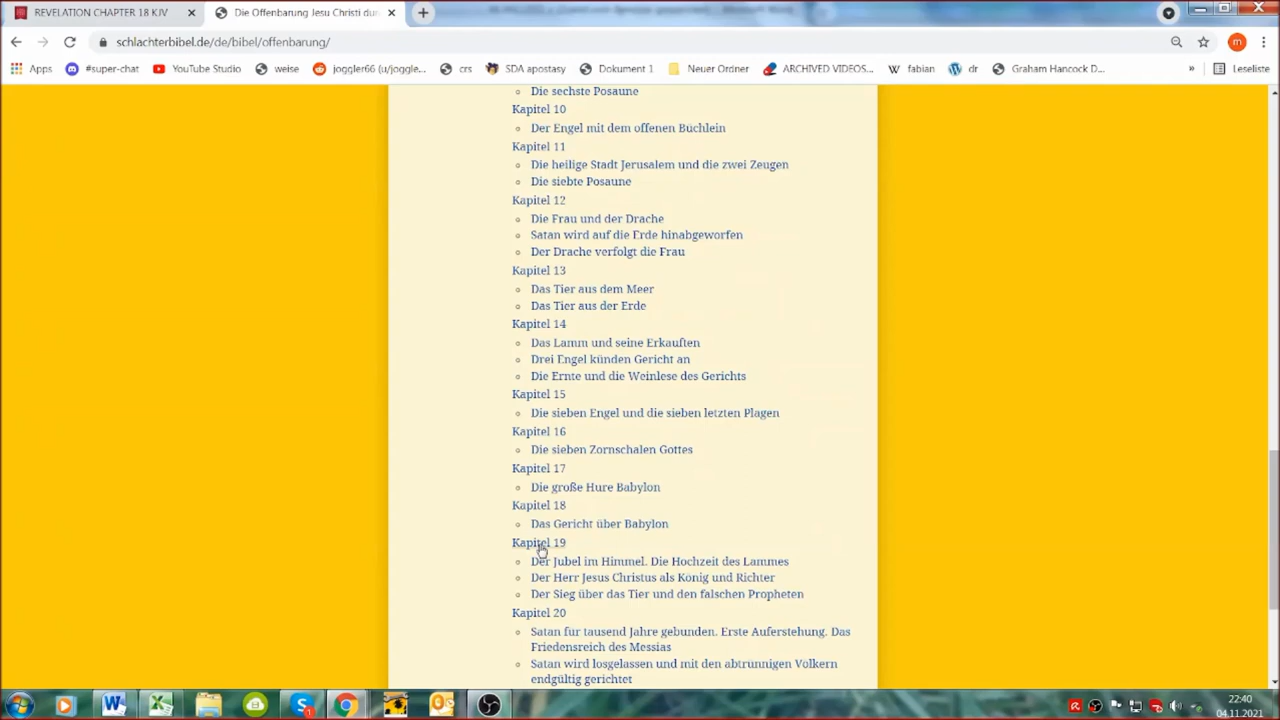 REVELATION CHAPTER 18 KJV
Die Offenbarung Jesu Christi dur
schlachterbibel.de/de/bibel/offenbarung/
m
Apps #super-chat YouTube Studio weise joggler66 (u/joggle... crs SDA apostasy Dokument 1 Neuer Ordner ARCHIVED VIDEOS... fabian dr Graham Hancock D... » Leseliste
Die sechste Posaune
Kapitel 10
Der Engel mit dem offenen Büchlein
Kapitel 11
Die heilige Stadt Jerusalem und die zwei Zeugen
Die siebte Posaune
Kapitel 12
Die Frau und der Drache
Satan wird auf die Erde hinabgeworfen
Der Drache verfolgt die Frau
Kapitel 13
Das Tier aus dem Meer
Das Tier aus der Erde
Kapitel 14
Das Lamm und seine Erkauften
Drei Engel künden Gericht an
Die Ernte und die Weinlese des Gerichts
Kapitel 15
Die sieben Engel und die sieben letzten Plagen
Kapitel 16
Die sieben Zornschalen Gottes
Kapitel 17
Die große Hure Babylon
Kapitel 18
Das Gericht über Babylon
Kapitel 19
Der Jubel im Himmel. Die Hochzeit des Lammes
Der Herr Jesus Christus als König und Richter
Der Sieg über das Tier und den falschen Propheten
Kapitel 20
Satan für tausend Jahre gebunden. Erste Auferstehung. Das
Friedensreich des Messias
Satan wird losgelassen und mit den abtrünnigen Völkern
endgültig gerichtet
22:40
04.11.2021